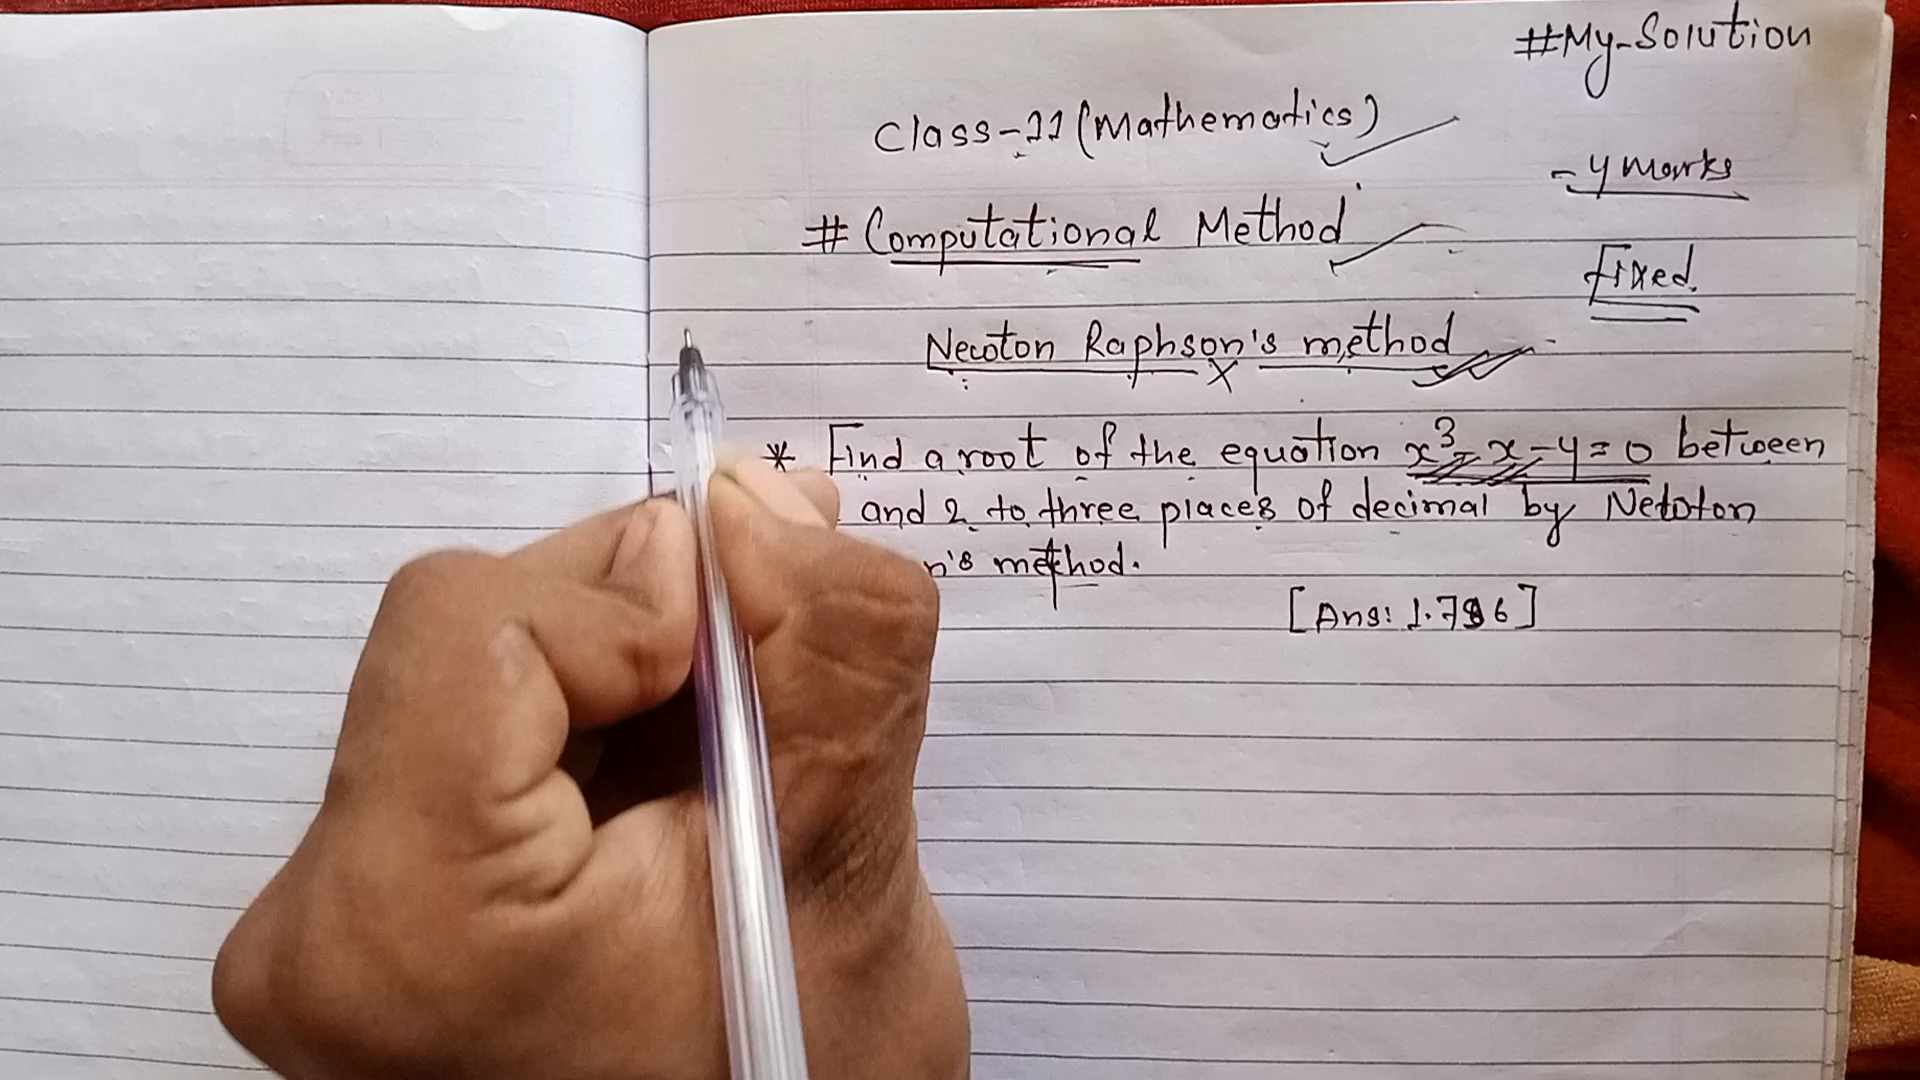 #My-Solution
Class-11 (Mathematics)
- 4 marks
# Computational Method
fixed.
Newton Raphson's method
* Find a root of the equation x³-x-4=0 between
and 2 to three places of decimal by Newton
n's method.
[Ans: 1.796]